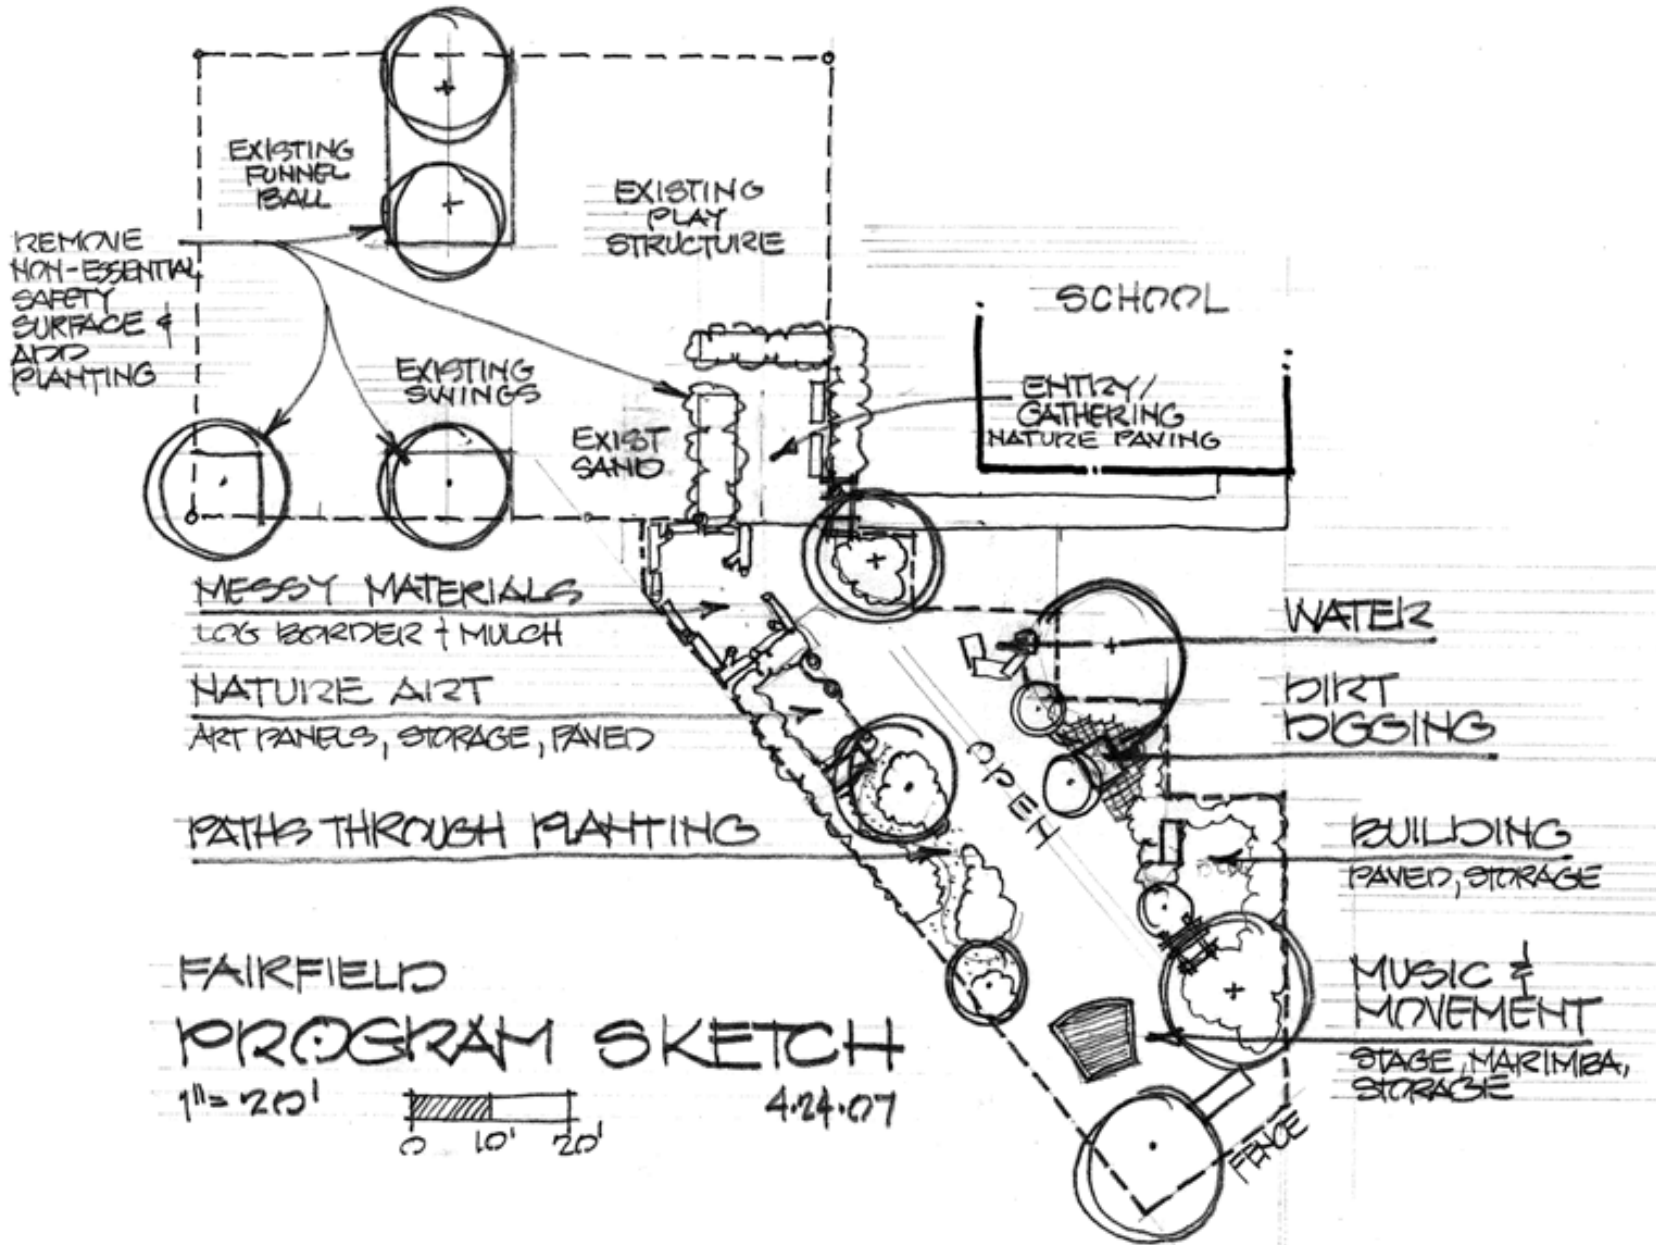 EXISTING
FUNNEL
BALL
EXISTING
PLAY
STRUCTURE
REMOVE
NON-ESSENTIAL
SAFETY
SURFACE &
ADD
PLANTING
SCHOOL
EXISTING
SWINGS
ENTRY/
GATHERING
NATURE PAVING
EXIST
SAND
MESSY MATERIALS
LOG BORDER + MULCH
NATURE ART
ART PANELS, STORAGE, PAVED
PATHS THROUGH PLANTING
OPEN
WATER
DIRT
DIGGING
BUILDING
PAVED, STORAGE
MUSIC &
MOVEMENT
STAGE, MARIMBA,
STORAGE
FENCE
FAIRFIELD
PROGRAM SKETCH
1"= 20'
0 10' 20'
4.24.07